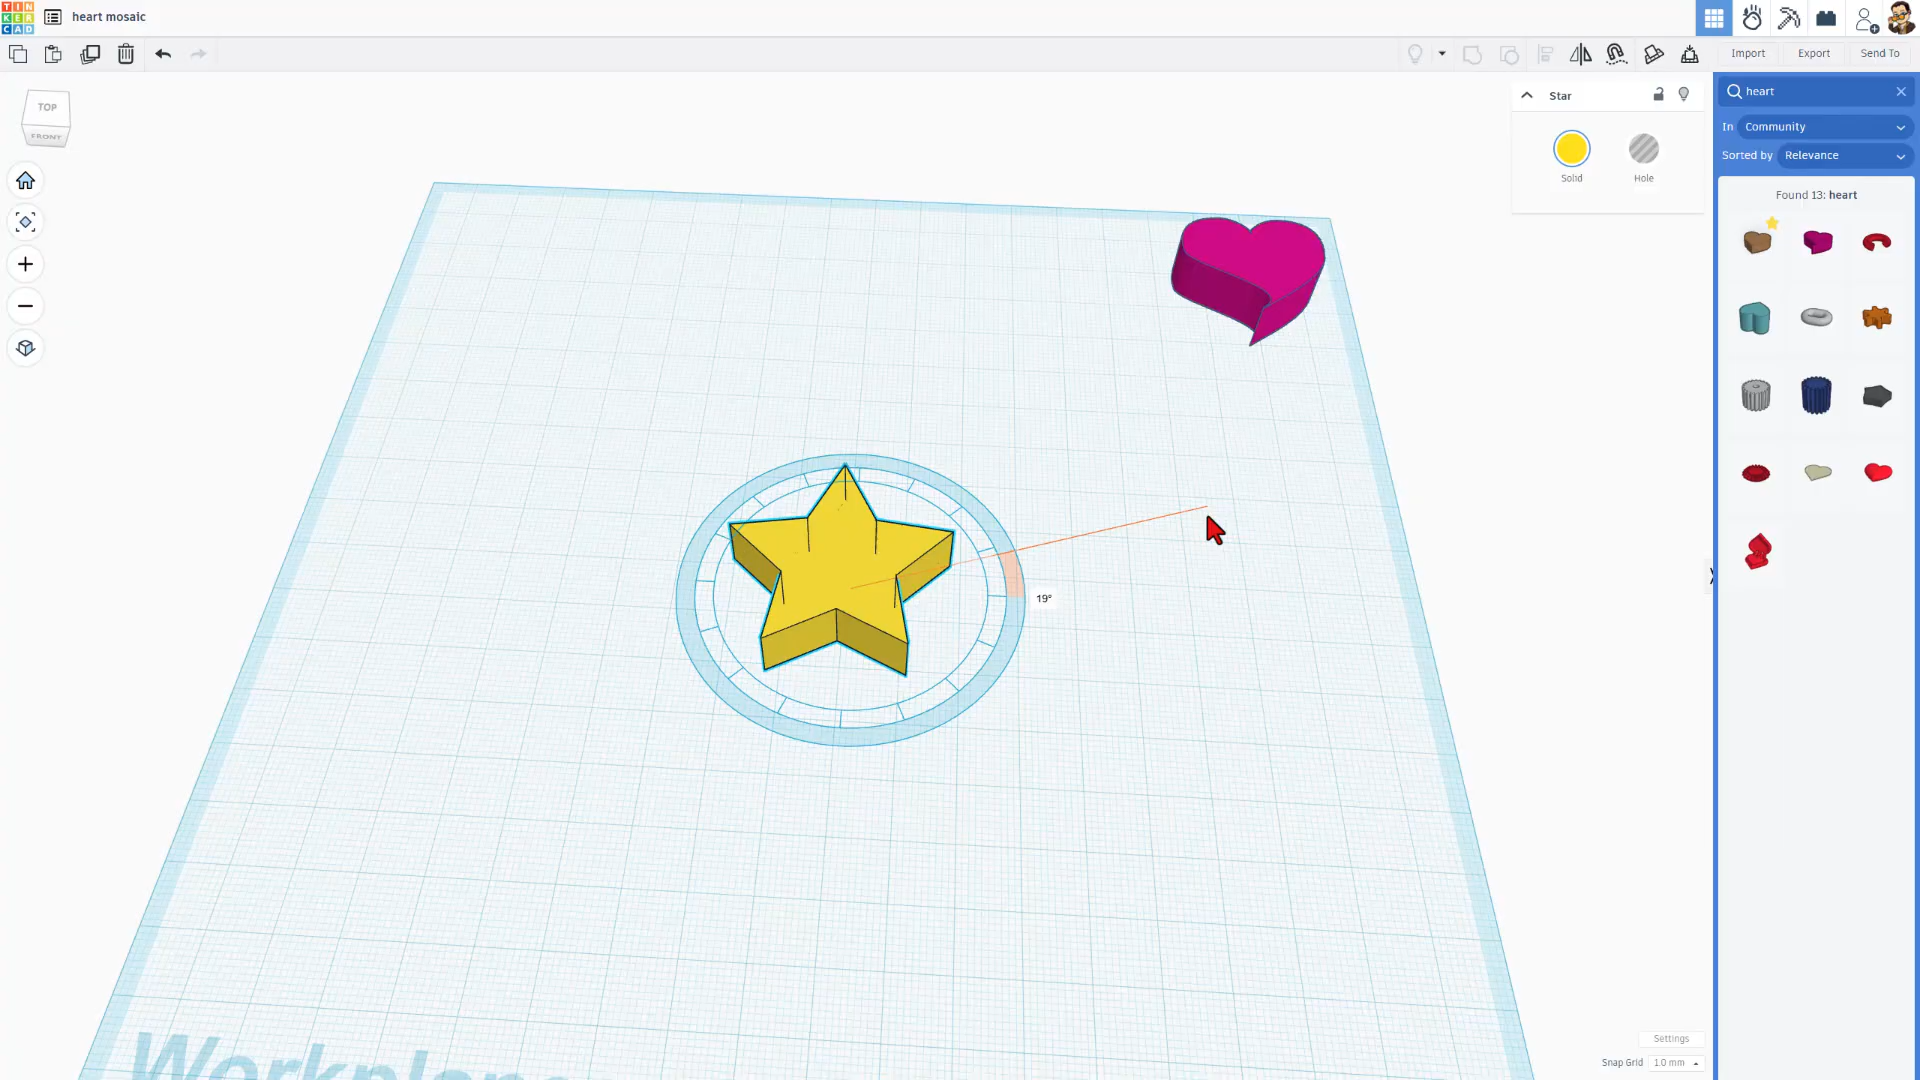 TIN
KER
CAD
heart mosaic
Import
Export
Send To
TOP
FRONT
Star
Solid
Hole
heart
In Community
Sorted by Relevance
Found 13: heart
19°
Workplane
Settings
Snap Grid 1.0 mm